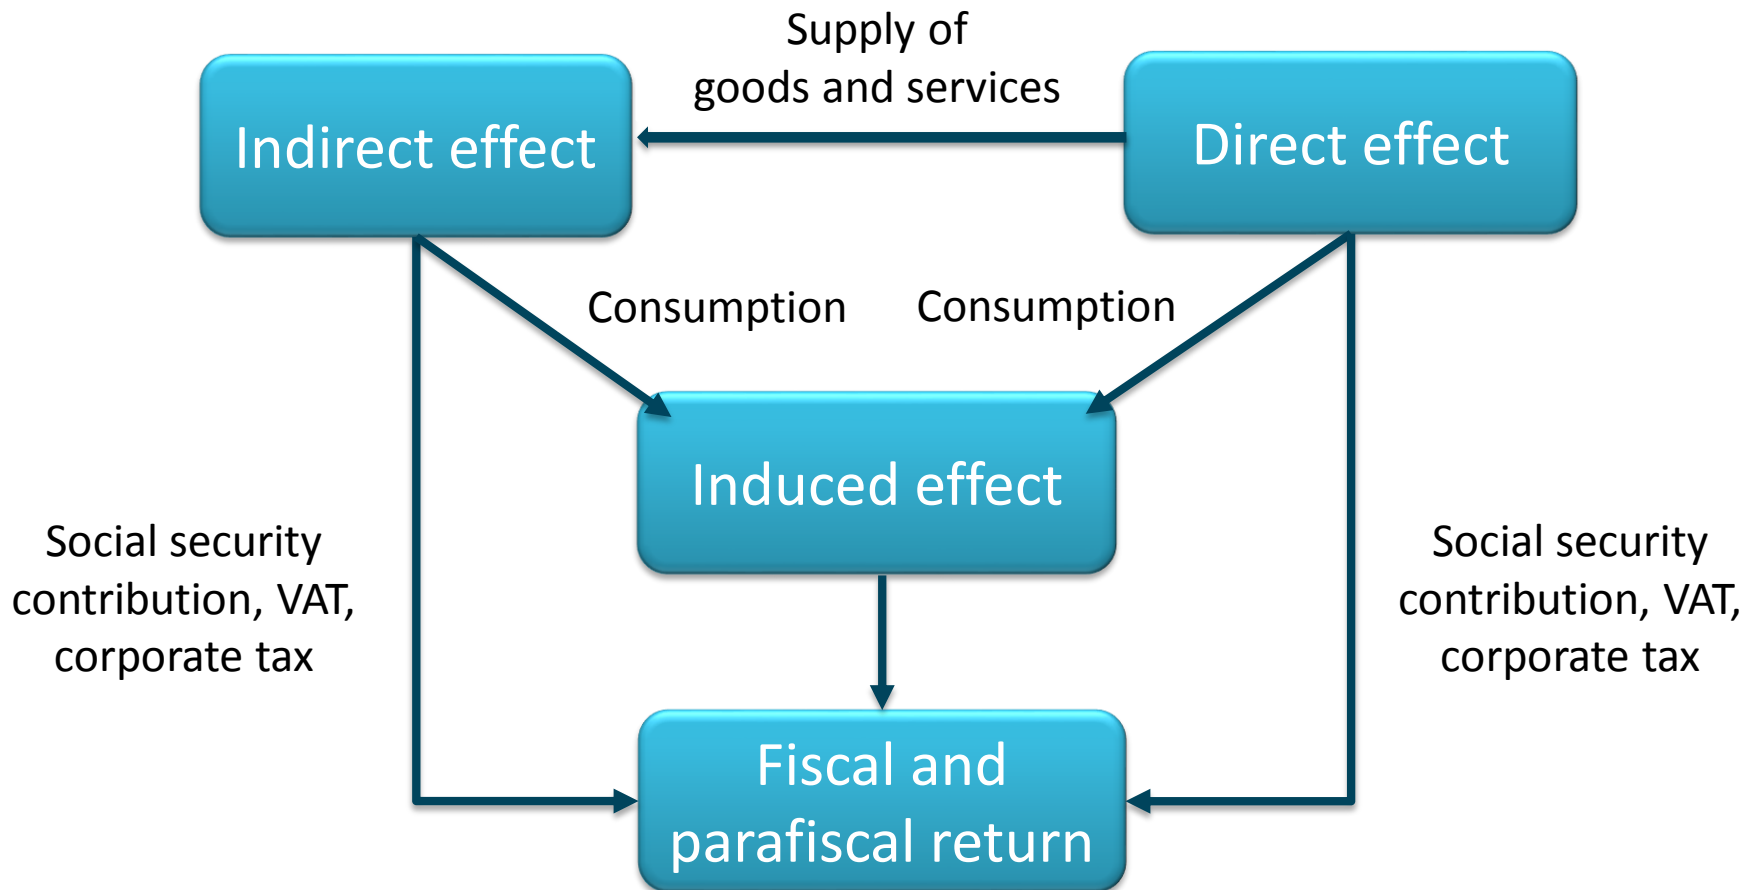 Supply of
goods and services
Indirect effect
Direct effect
Consumption
Consumption
Induced effect
Social security
contribution, VAT,
corporate tax
Social security
contribution, VAT,
corporate tax
Fiscal and
parafiscal return